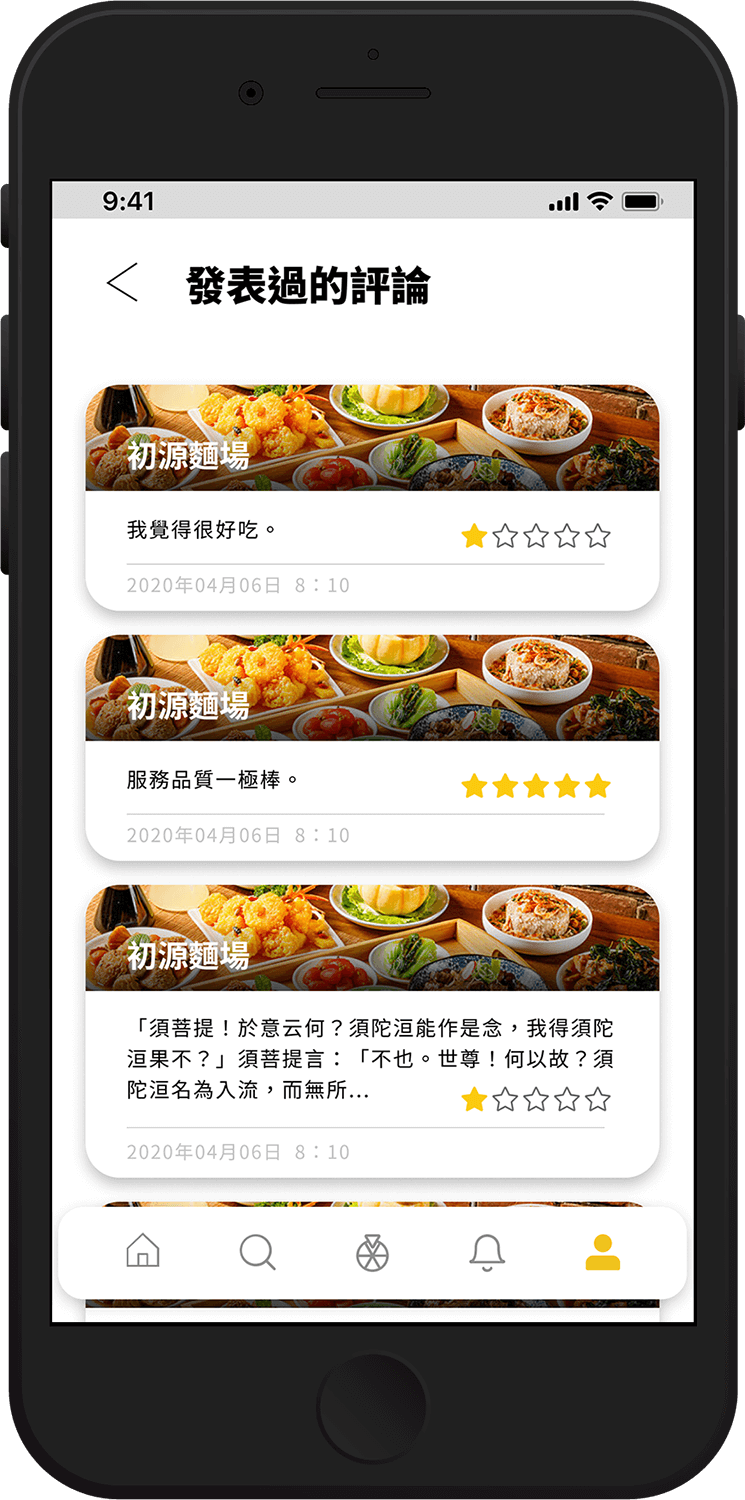 9:41
發表過的評論
初源麵場
我覺得很好吃。
2020年04月06日 8：10
初源麵場
服務品質一極棒。
2020年04月06日 8：10
初源麵場
「須菩提！於意云何？須陀洹能作是念，我得須陀
洹果不？」須菩提言：「不也。世尊！何以故？須
陀洹名為入流，而無所...
2020年04月06日 8：10